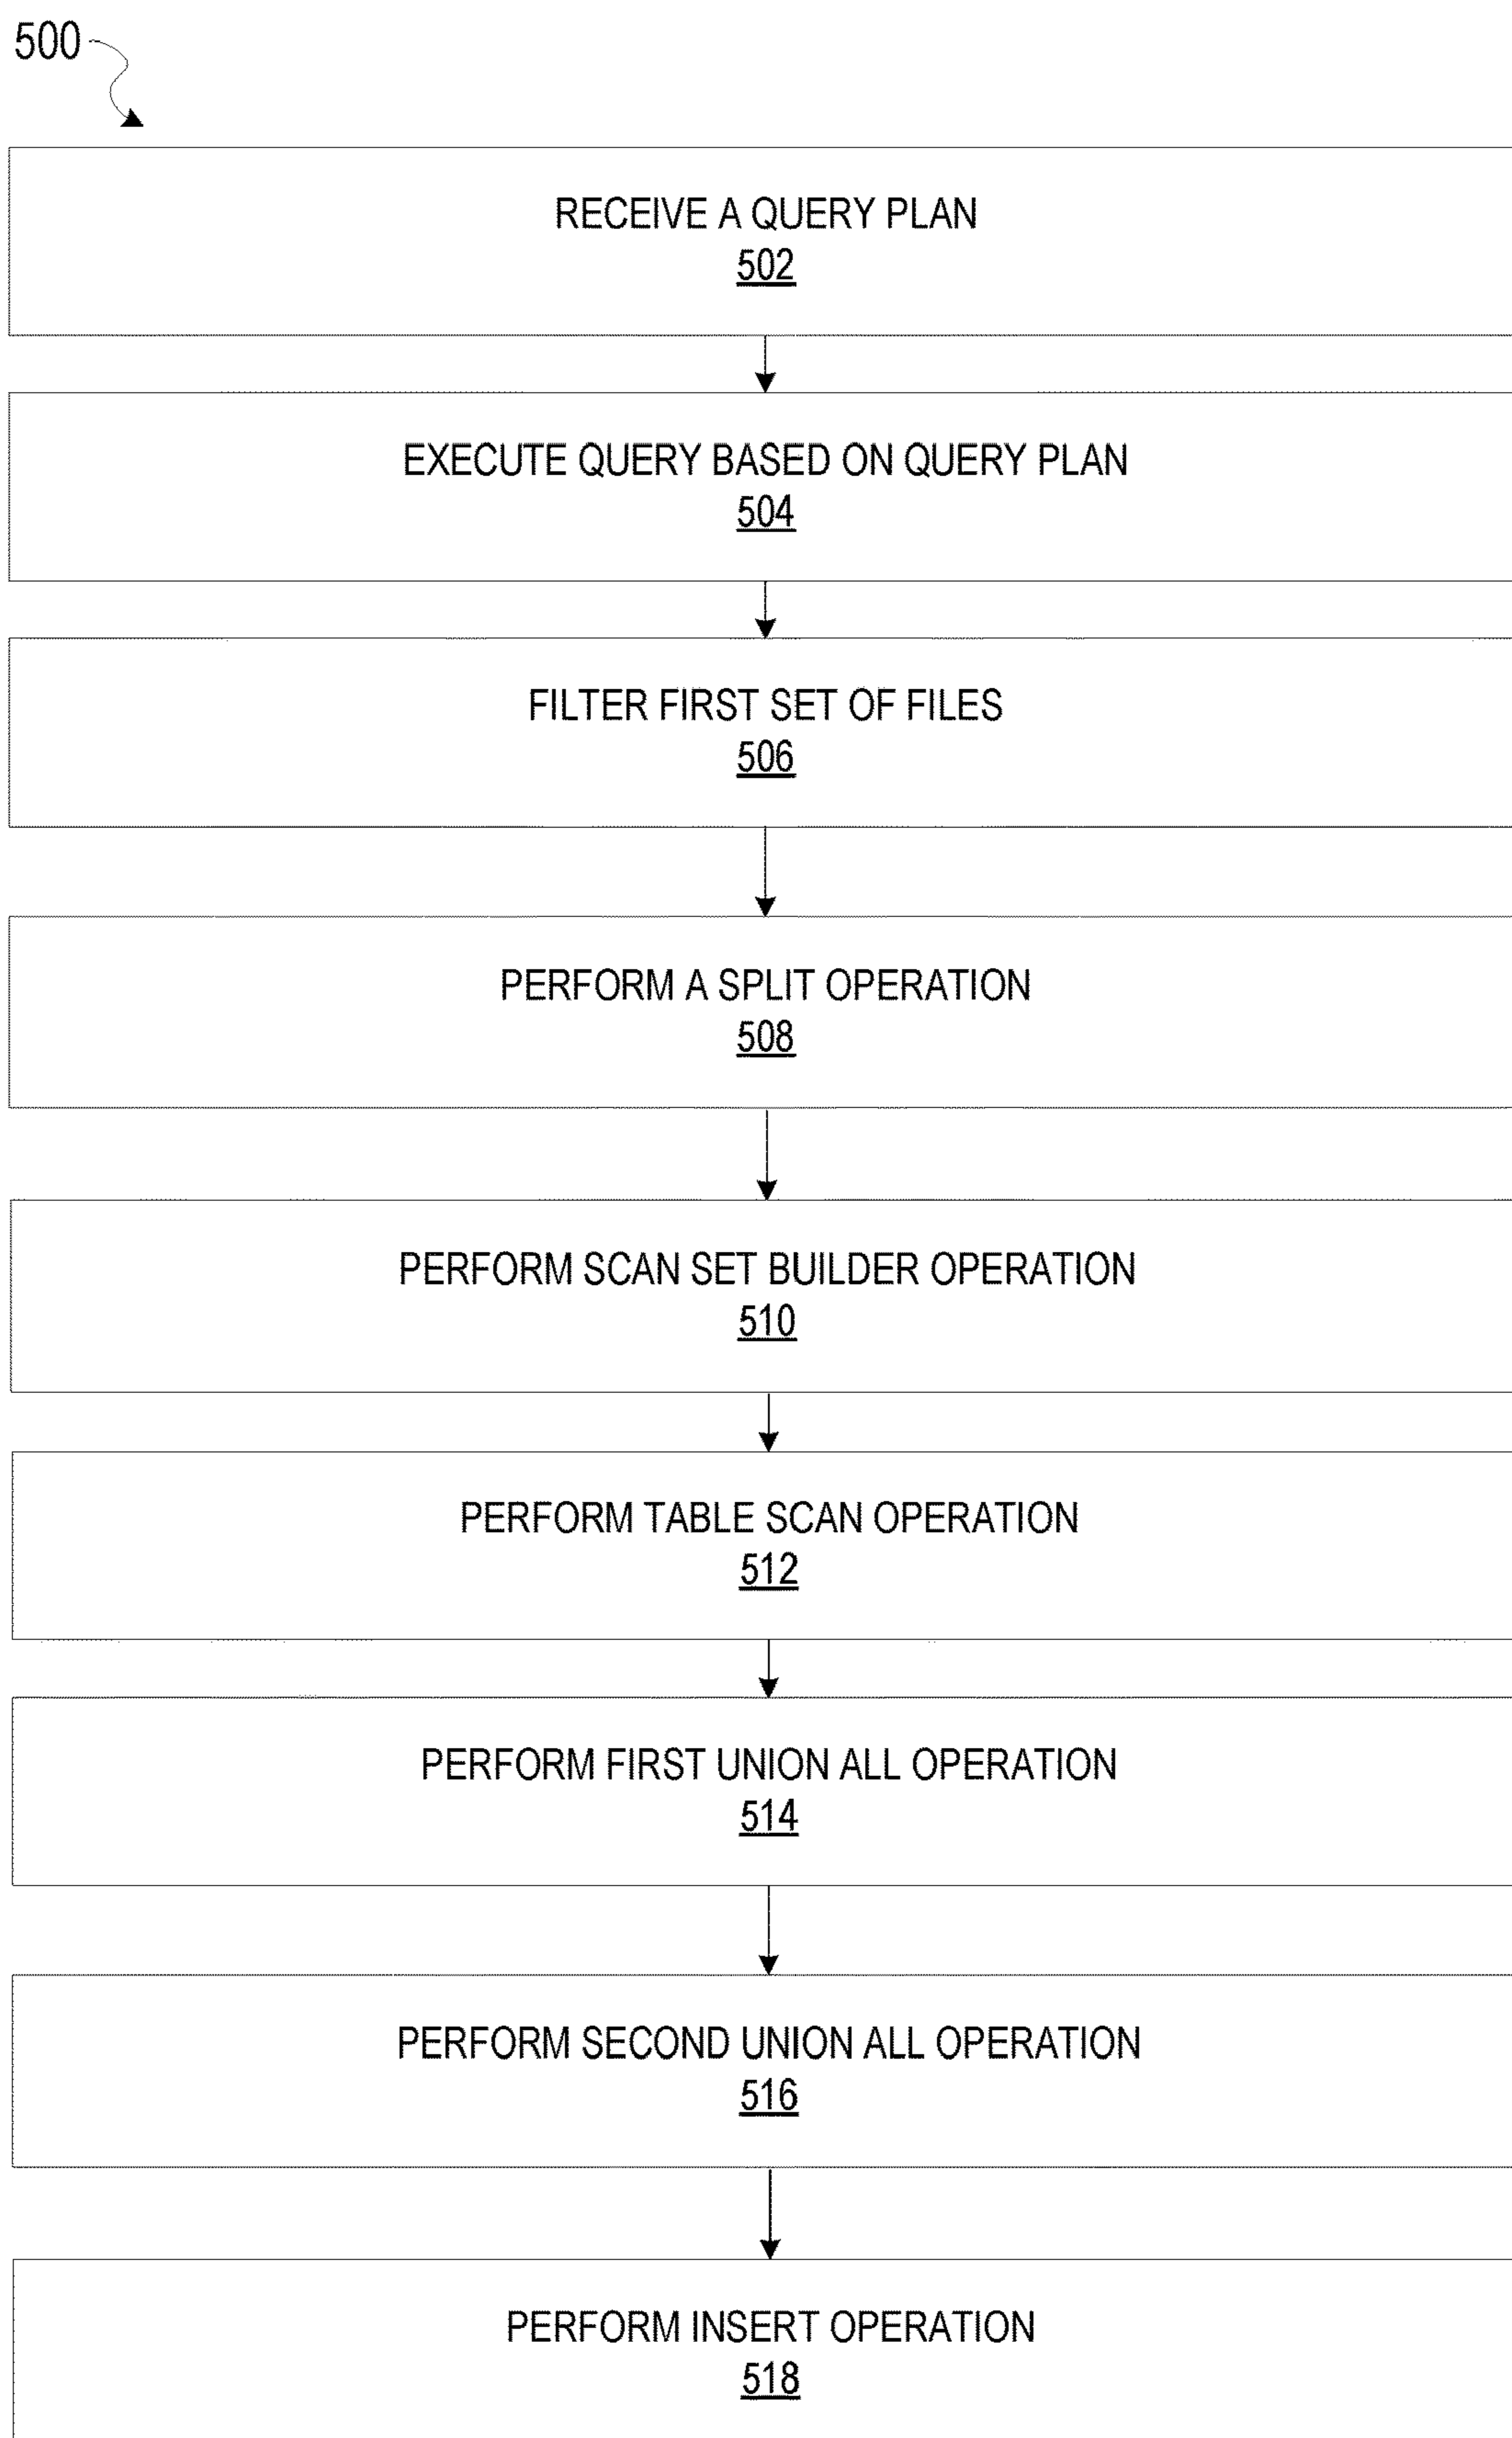 500
RECEIVE A QUERY PLAN
502
EXECUTE QUERY BASED ON QUERY PLAN
504
FILTER FIRST SET OF FILES
506
PERFORM A SPLIT OPERATION
508
PERFORM SCAN SET BUILDER OPERATION
510
PERFORM TABLE SCAN OPERATION
512
PERFORM FIRST UNION ALL OPERATION
514
PERFORM SECOND UNION ALL OPERATION
516
PERFORM INSERT OPERATION
518